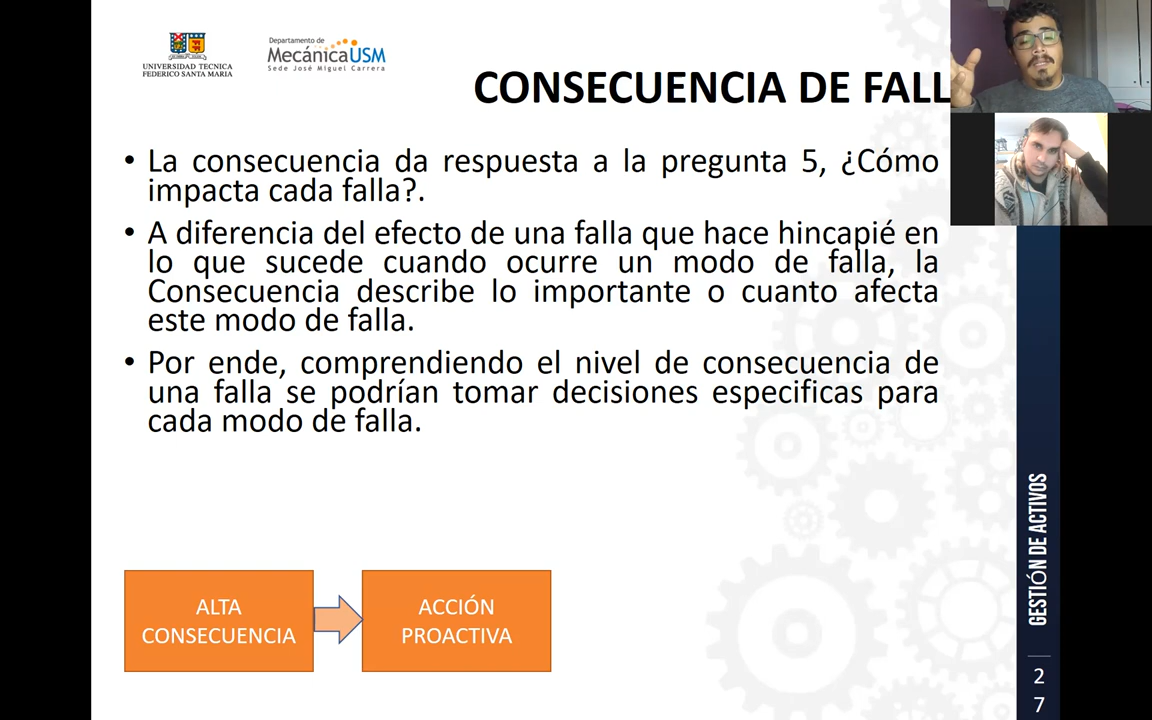 UNIVERSIDAD TECNICA
FEDERICO SANTA MARIA
Departamento de
MecánicaUSM
Sede José Miguel Carrera
CONSECUENCIA DE FALL
• La consecuencia da respuesta a la pregunta 5, ¿Cómo
impacta cada falla?.
• A diferencia del efecto de una falla que hace hincapié en
lo que sucede cuando ocurre un modo de falla, la
Consecuencia describe lo importante o cuanto afecta
este modo de falla.
• Por ende, comprendiendo el nivel de consecuencia de
una falla se podrían tomar decisiones especificas para
cada modo de falla.
ALTA
CONSECUENCIA
ACCIÓN
PROACTIVA
GESTIÓN DE ACTIVOS
2
7